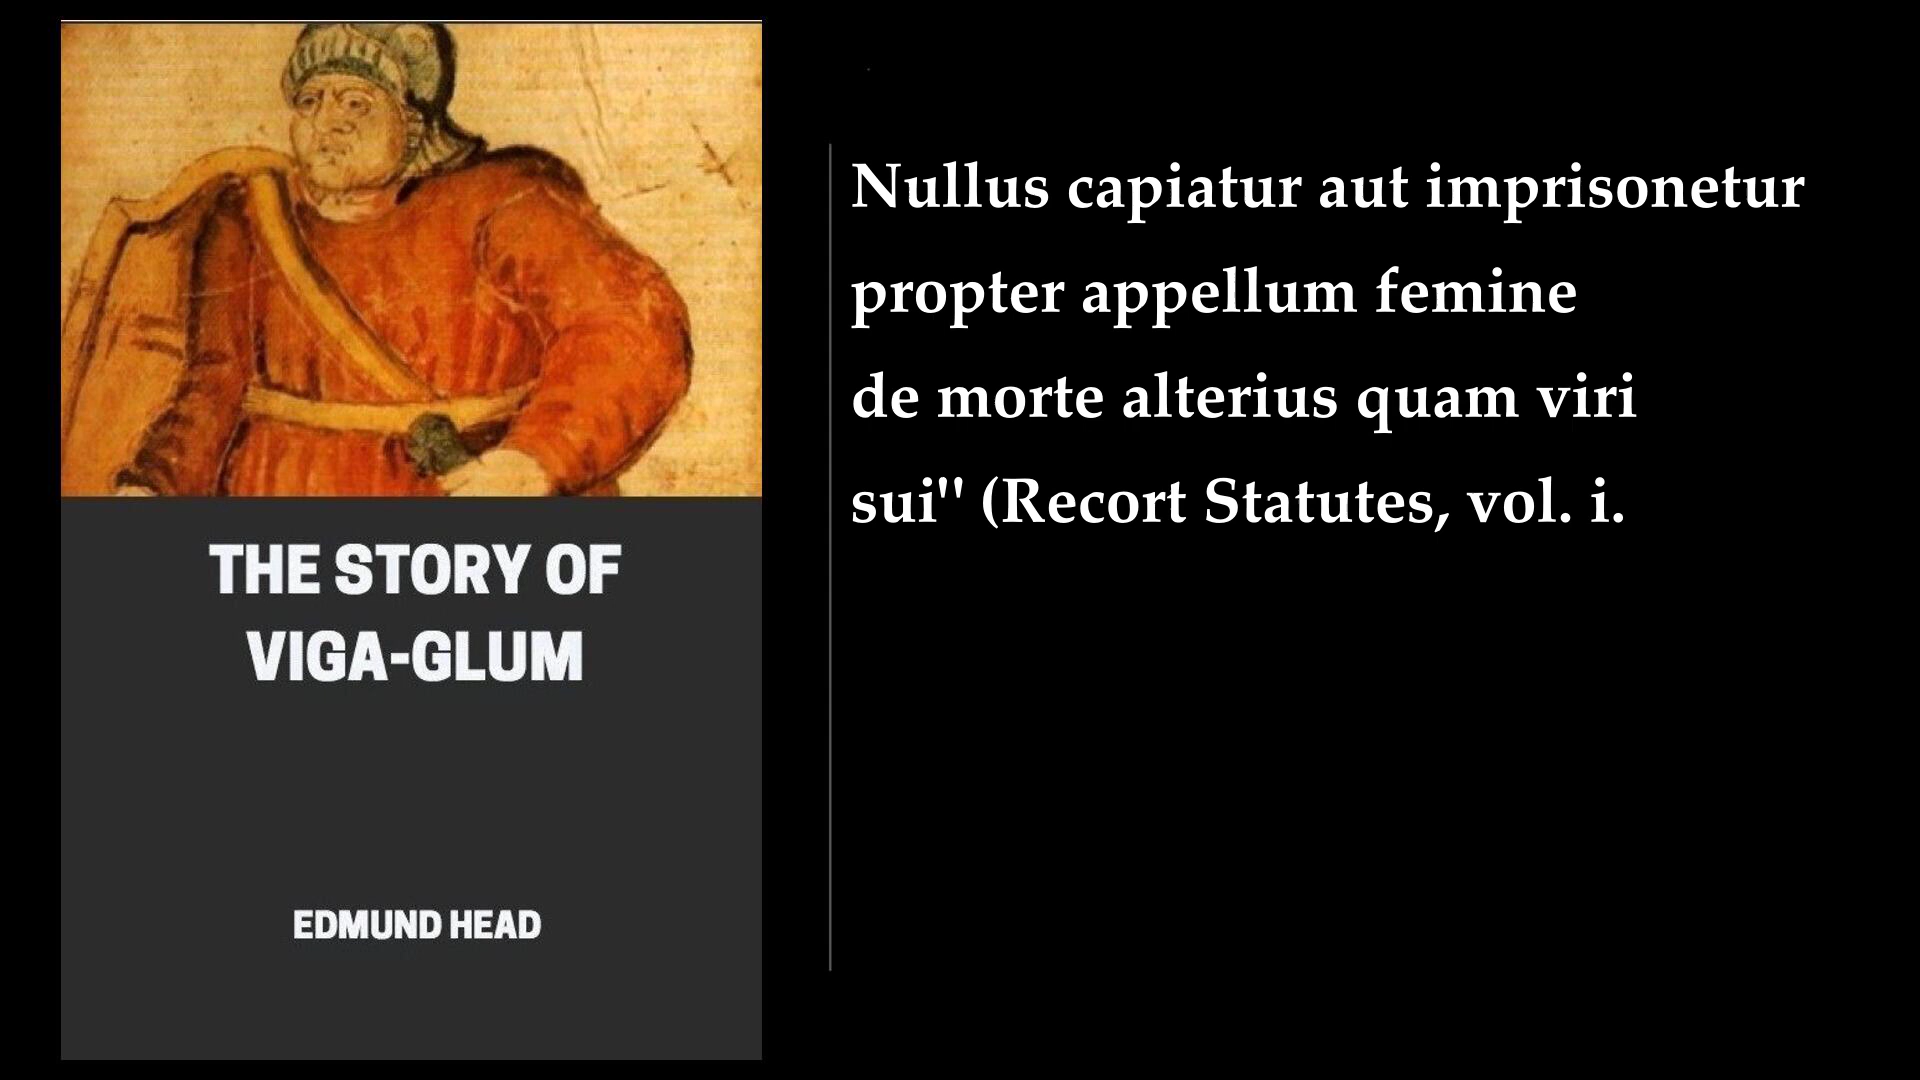 THE STORY OF
VIGA-GLUM
EDMUND HEAD
Nullus capiatur aut imprisonetur
propter appellum femine
de morte alterius quam viri
sui" (Recort Statutes, vol. i.